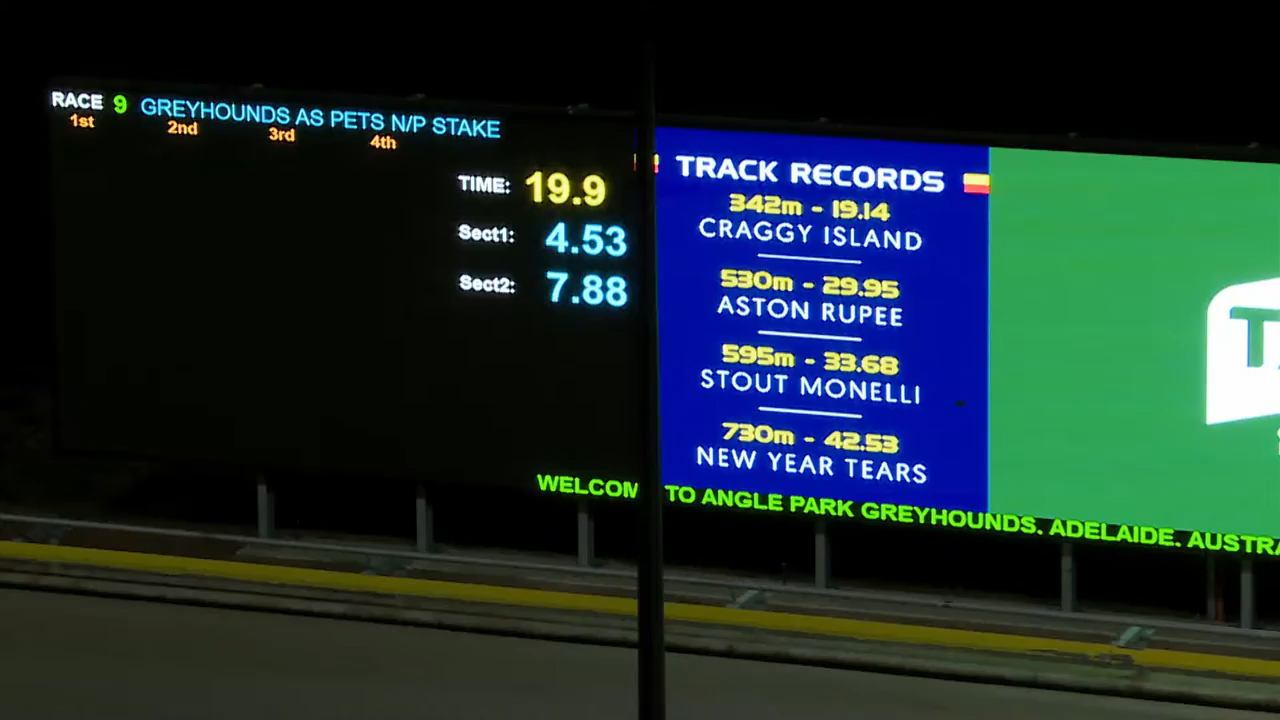 RACE 9 GREYHOUNDS AS PETS N/P STAKE
1st 2nd 3rd 4th
TIME: 19.9
Sect1: 4.53
Sect2: 7.88
TRACK RECORDS
342m - 19.14
CRAGGY ISLAND
530m - 29.95
ASTON RUPEE
595m - 33.68
STOUT MONELLI
730m - 42.53
NEW YEAR TEARS
WELCOM TO ANGLE PARK GREYHOUNDS. ADELAIDE. AUSTRA